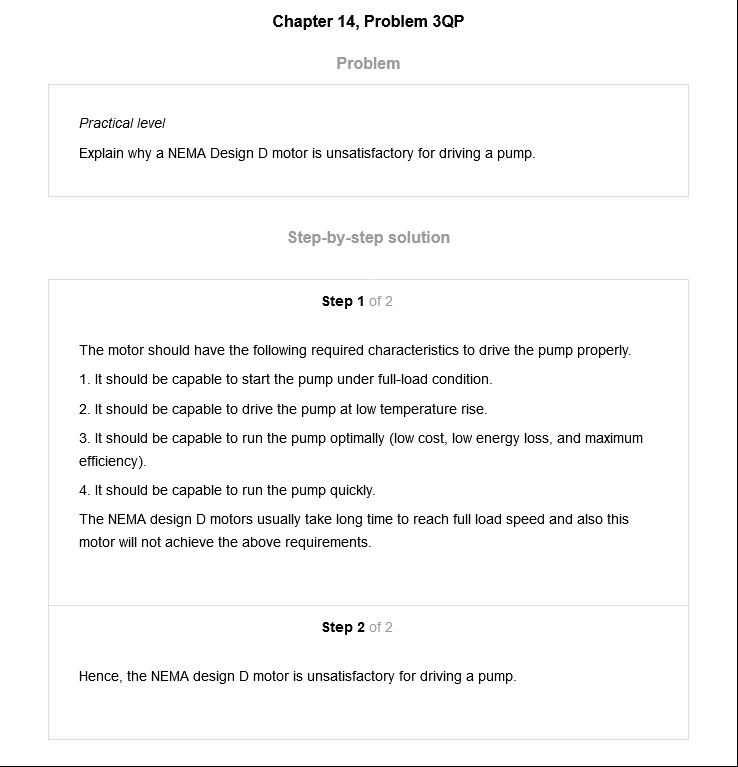 Chapter 14, Problem 3QP
Problem
Practical level
Explain why a NEMA Design D motor is unsatisfactory for driving a pump.
Step-by-step solution
Step 1 of 2
The motor should have the following required characteristics to drive the pump properly.
1. It should be capable to start the pump under full-load condition.
2. It should be capable to drive the pump at low temperature rise.
3. It should be capable to run the pump optimally (low cost, low energy loss, and maximum
efficiency).
4. It should be capable to run the pump quickly.
The NEMA design D motors usually take long time to reach full load speed and also this
motor will not achieve the above requirements.
Step 2 of 2
Hence, the NEMA design D motor is unsatisfactory for driving a pump.